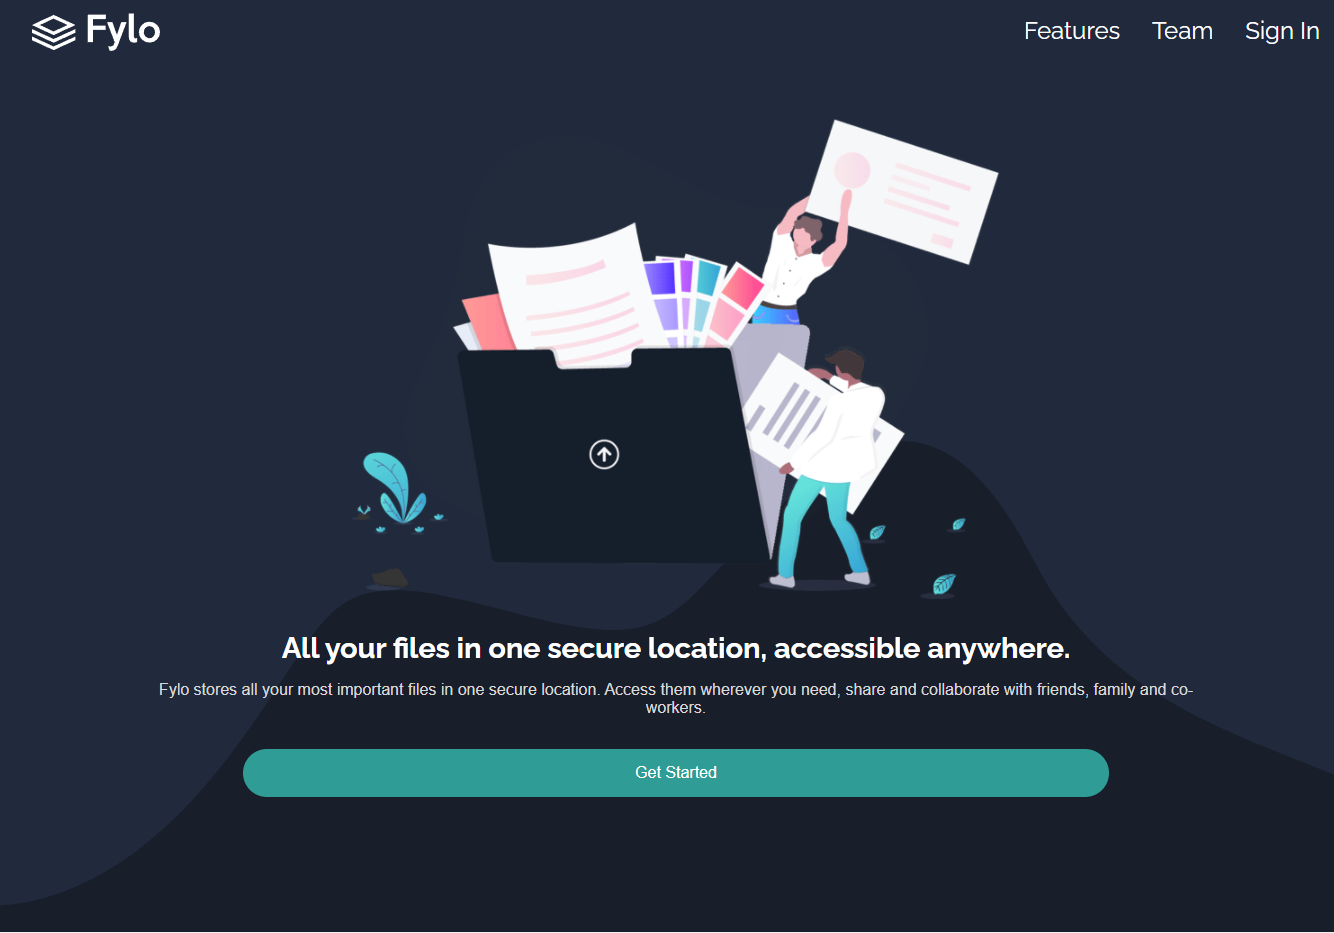 Fylo
Features
Team
Sign In
All your files in one secure location, accessible anywhere.
Fylo stores all your most important files in one secure location. Access them wherever you need, share and collaborate with friends, family and co-
workers.
Get Started